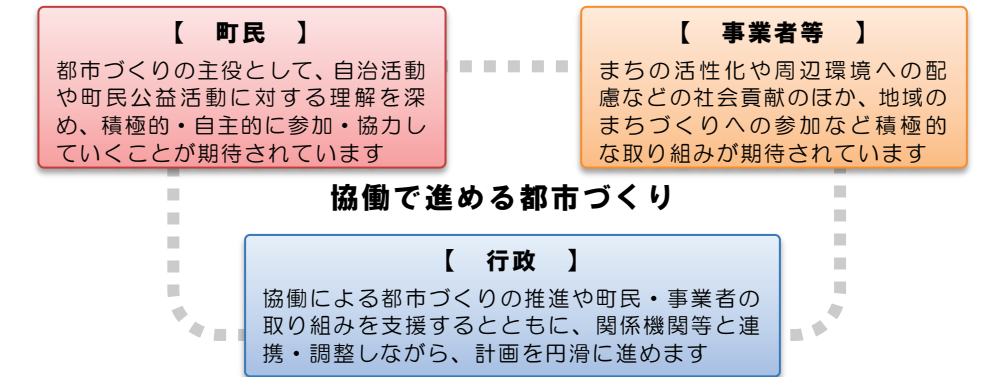 【 町民 】
都市づくりの主役として、自治活動
や町民公益活動に対する理解を深
め、積極的・自主的に参加・協力し
ていくことが期待されています
【 事業者等 】
まちの活性化や周辺環境への配
慮などの社会貢献のほか、地域の
まちづくりへの参加など積極的
な取り組みが期待されています
協働で進める都市づくり
【 行政 】
協働による都市づくりの推進や町民・事業者の
取り組みを支援するとともに、関係機関等と連
携・調整しながら、計画を円滑に進めます